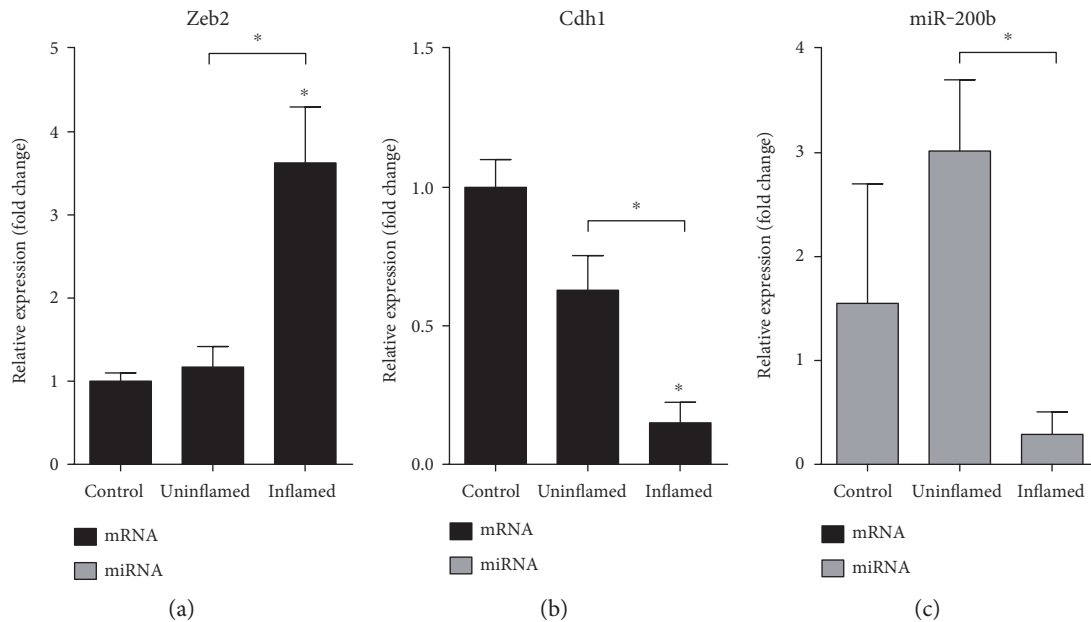 Zeb2
5
4
3
2
1
0
Relative expression (fold change)
*
*
Control Uninflamed Inflamed
mRNA
miRNA
(a)
Cdh1
1.5
1.0
0.5
0.0
Relative expression (fold change)
*
*
Control Uninflamed Inflamed
mRNA
miRNA
(b)
miR-200b
4
3
2
1
0
Relative expression (fold change)
*
Control Uninflamed Inflamed
mRNA
miRNA
(c)